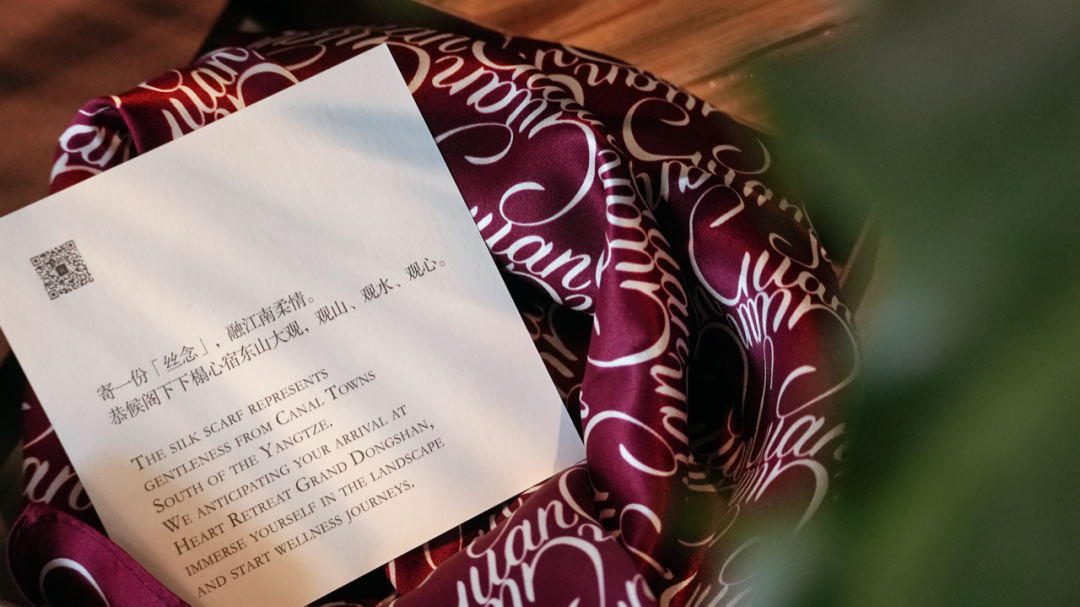 寄一份「丝念」，融江南柔情。
恭候阁下下榻心宿东山大观，观山、观水、观心。
The silk scarf represents
gentleness from Canal Towns
South of the Yangtze.
We anticipating your arrival at
Heart Retreat Grand Dongshan,
immerse yourself in the landscape
and start wellness journeys.